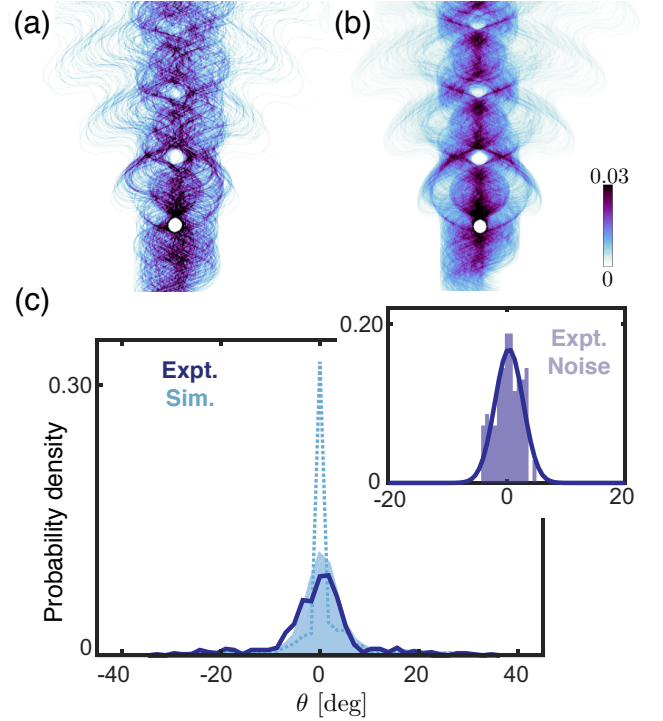 (a)
(b)
0.03
0
(c)
0.20
Expt.
Noise
0
-20
0
20
Expt.
Sim.
0.30
Probability density
0
-40
-20
0
20
40
θ [deg]